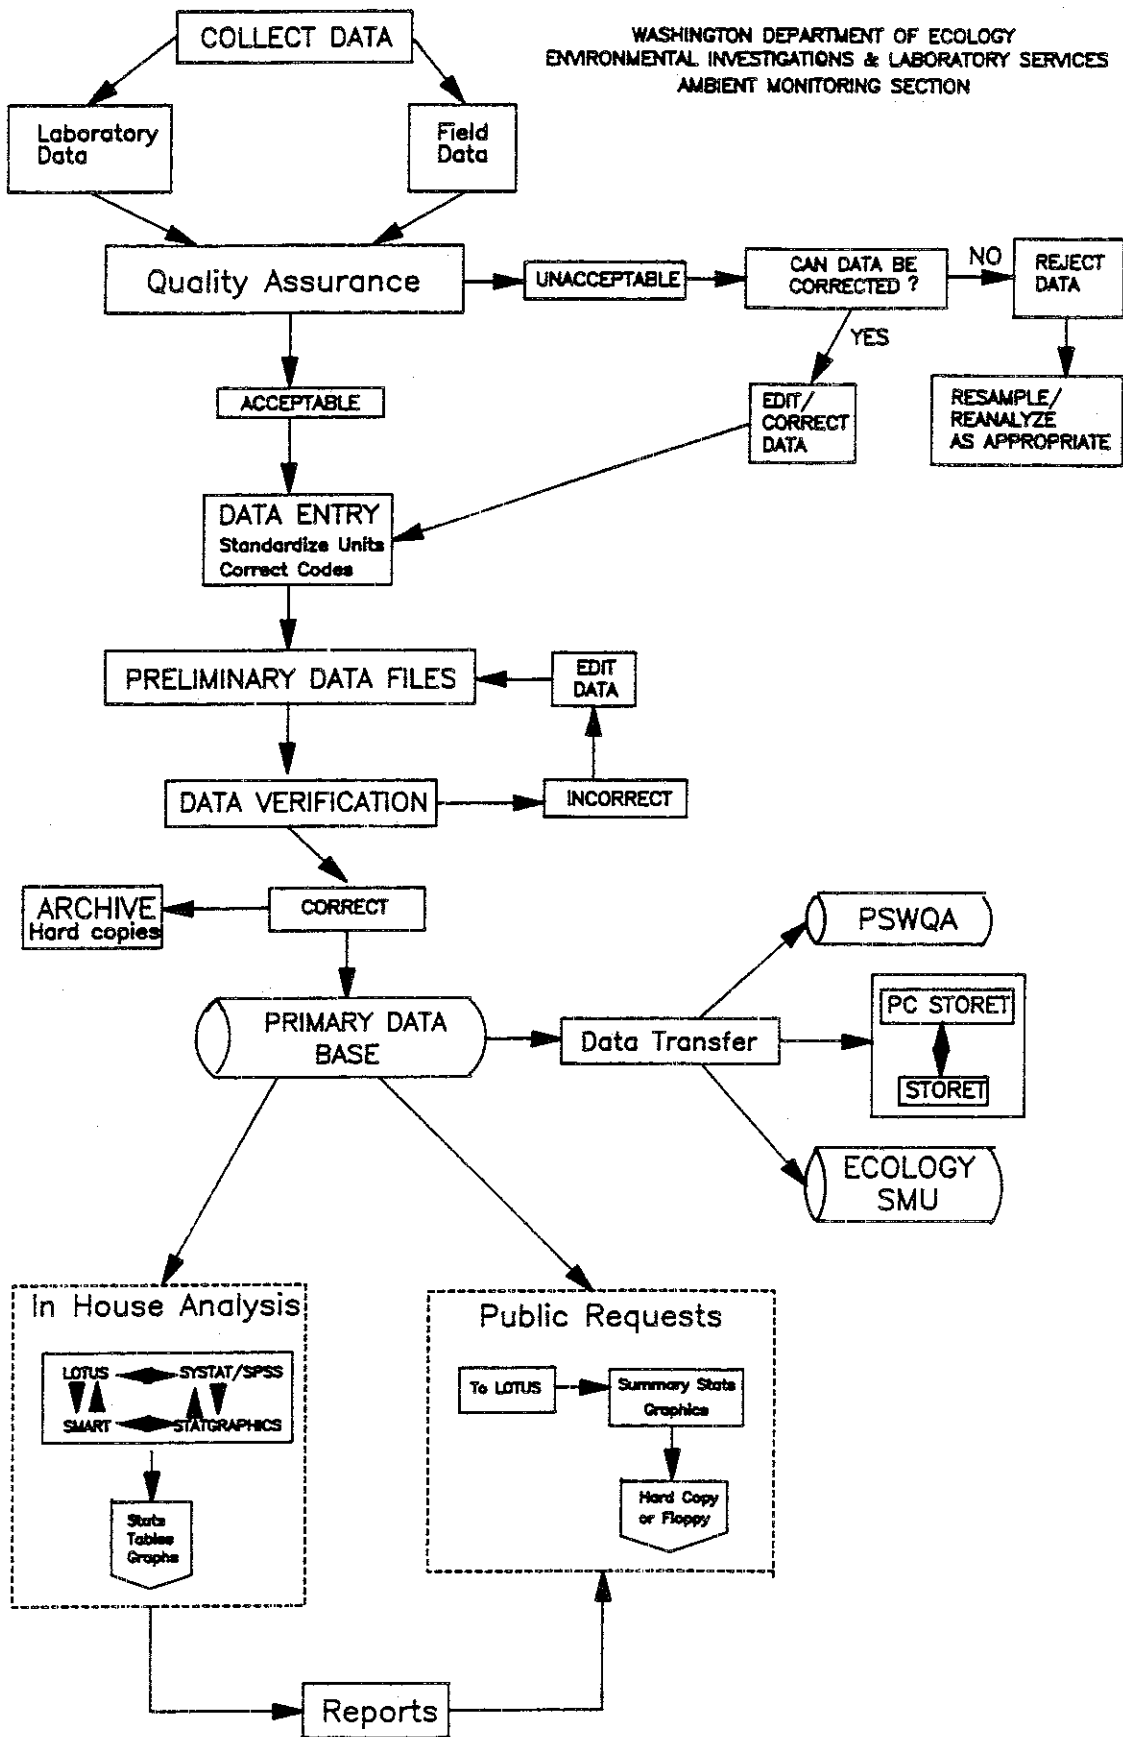 COLLECT DATA
WASHINGTON DEPARTMENT OF ECOLOGY
ENVIRONMENTAL INVESTIGATIONS & LABORATORY SERVICES
AMBIENT MONITORING SECTION
Laboratory
Data
Field
Data
Quality Assurance
UNACCEPTABLE
CAN DATA BE
CORRECTED ?
NO
REJECT
DATA
YES
ACCEPTABLE
EDIT/
CORRECT
DATA
RESAMPLE/
REANALYZE
AS APPROPRIATE
DATA ENTRY
Standardize Units
Correct Codes
PRELIMINARY DATA FILES
EDIT
DATA
DATA VERIFICATION
INCORRECT
ARCHIVE
Hard copies
CORRECT
PSWQA
PRIMARY DATA
BASE
Data Transfer
PC STORET
STORET
ECOLOGY
SMU
In House Analysis
LOTUS
SYSTAT/SPSS
SMART
STATGRAPHICS
Stats
Tables
Graphs
Public Requests
To LOTUS
Summary Stats
Graphics
Hard Copy
or Floppy
Reports